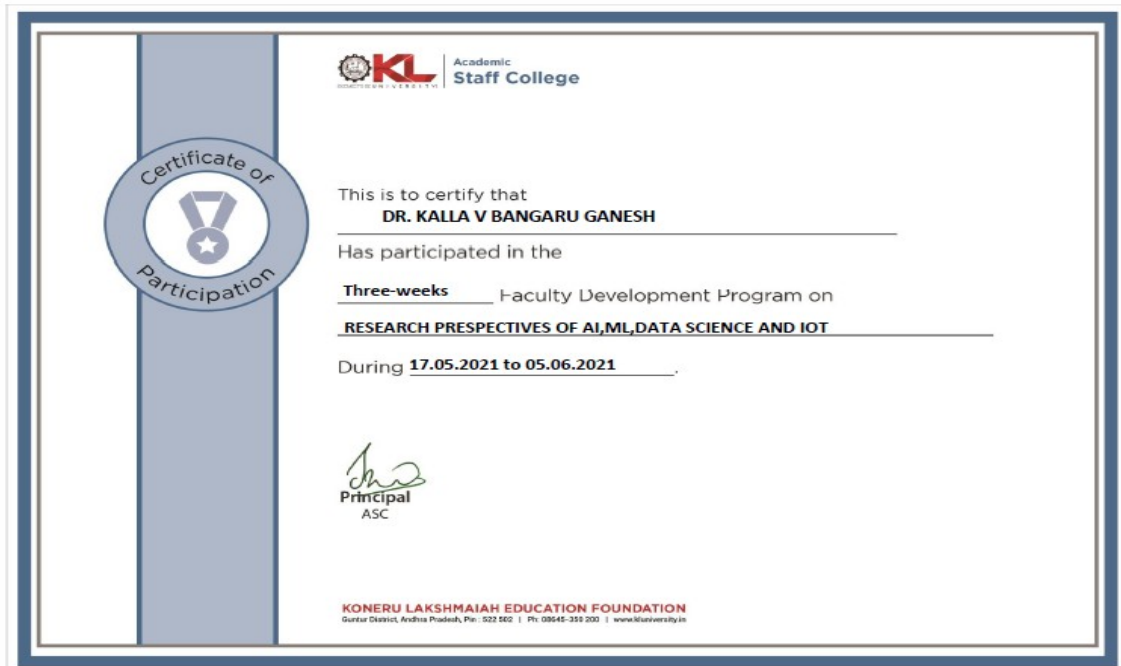 KL
Academic
Staff College
Certificate of
Participation
This is to certify that
DR. KALLA V BANGARU GANESH
Has participated in the
Three-weeks Faculty Development Program on
RESEARCH PRESPECTIVES OF AI,ML,DATA SCIENCE AND IOT
During 17.05.2021 to 05.06.2021.
Principal
ASC
KONERU LAKSHMAIAH EDUCATION FOUNDATION
Guntur District, Andhra Pradesh, Pin : 522 502 | Ph: 08645-350 200 | www.kluniversity.in